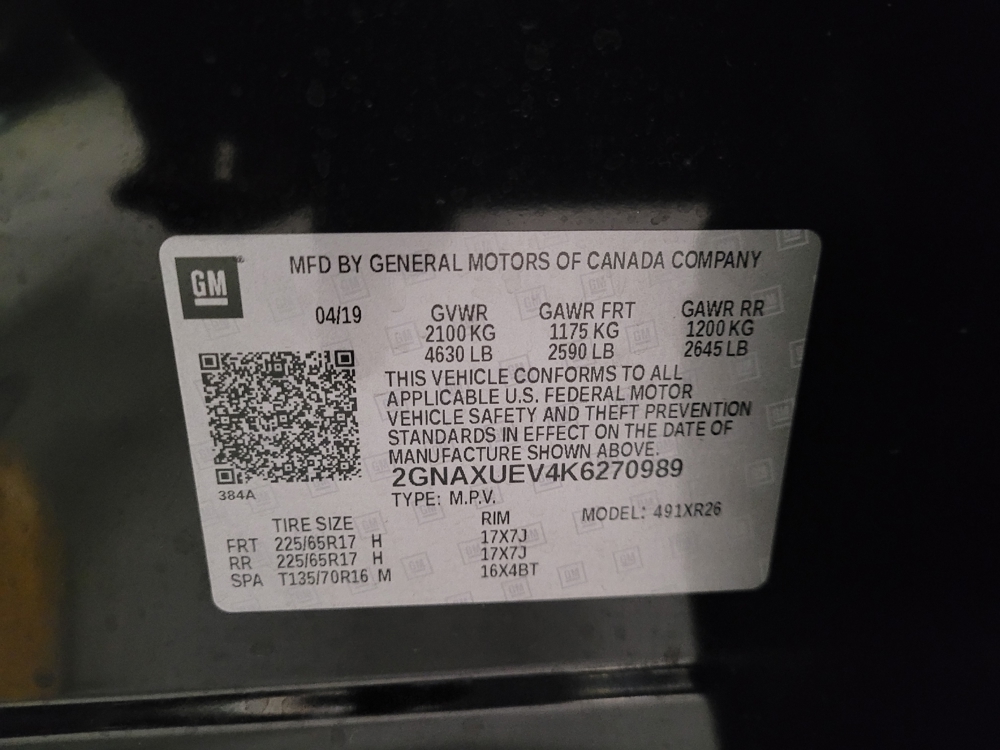 GM
MFD BY GENERAL MOTORS OF CANADA COMPANY
04/19 GVWR GAWR FRT GAWR RR
2100 KG 1175 KG 1200 KG
4630 LB 2590 LB 2645 LB
THIS VEHICLE CONFORMS TO ALL
APPLICABLE U.S. FEDERAL MOTOR
VEHICLE SAFETY AND THEFT PREVENTION
STANDARDS IN EFFECT ON THE DATE OF
MANUFACTURE SHOWN ABOVE.
2GNAXUEV4K6270989
384A
TYPE: M.P.V. MODEL: 491XR26
TIRE SIZE RIM
FRT 225/65R17 H 17X7J
RR 225/65R17 H 17X7J
SPA T135/70R16 M 16X4BT